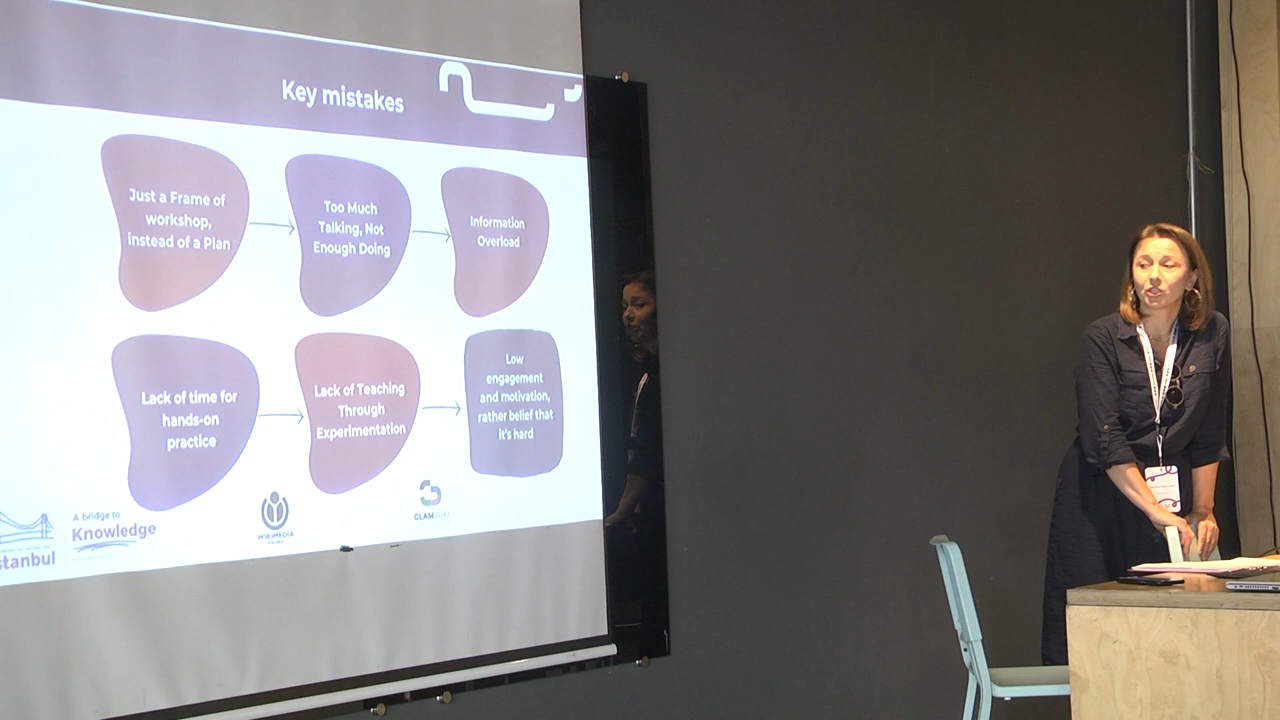 Key mistakes
Just a Frame of
workshop,
instead of a Plan
Too Much
Talking, Not
Enough Doing
Information
Overload
Lack of time for
hands-on
practice
Lack of Teaching
Through
Experimentation
Low
engagement
and motivation,
rather belief that
it's hard
stanbul
A bridge to
Knowledge
WIKIMEDIA
GLAMWIKI